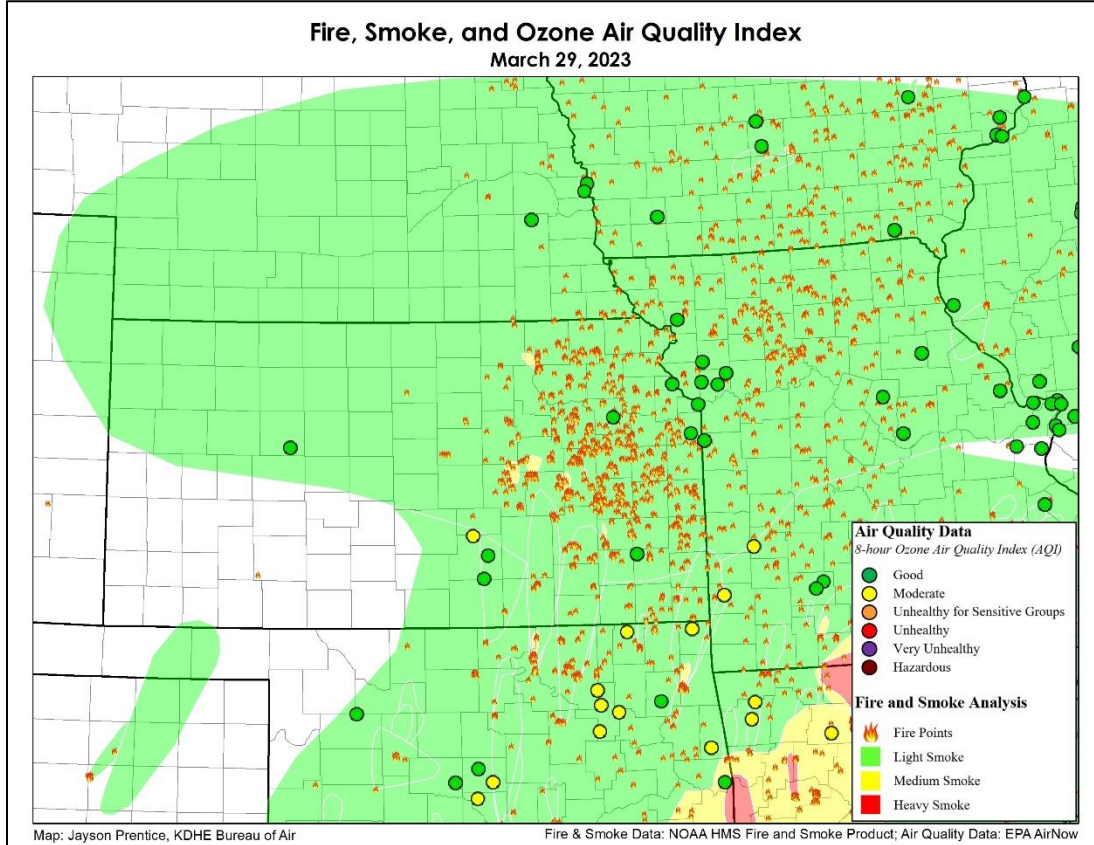 Fire, Smoke, and Ozone Air Quality Index
March 29, 2023
Air Quality Data
8-hour Ozone Air Quality Index (AQI)
Good
Moderate
Unhealthy for Sensitive Groups
Unhealthy
Very Unhealthy
Hazardous
Fire and Smoke Analysis
Fire Points
Light Smoke
Medium Smoke
Heavy Smoke
Map: Jayson Prentice, KDHE Bureau of Air
Fire & Smoke Data: NOAA HMS Fire and Smoke Product; Air Quality Data: EPA AirNow